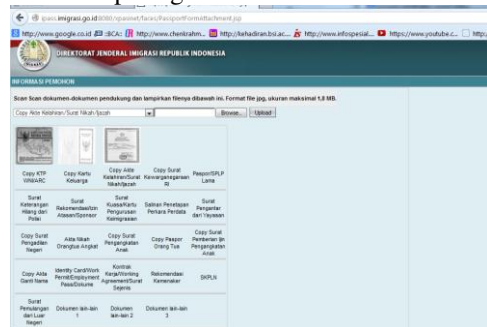 ipass.imigrasi.go.id:8080/xpasinet/faces/PassportFormAttachment.jsp
http://www.google.co.id :BCA: http://www.chenkrahm... http://kehadiran.bsi.ac... http://www.infospesial... https://www.youtube.c... http:
DIREKTORAT JENDERAL IMIGRASI REPUBLIK INDONESIA
INFORMASI PEMOHON
Scan Scan dokumen-dokumen pendukung dan lampirkan filenya dibawah ini. Format file jpg, ukuran maksimal 1,8 MB.
Copy Akte Kelahiran/Surat Nikah/Ijazah Browse... Upload
Copy KTP WNI/ARC
Copy Kartu Keluarga
Copy Akte Kelahiran/Surat Nikah/Ijazah
Copy Surat Kewarganegaraan RI
Paspor/SPLP Lama
Surat Keterangan Hilang dari Polisi
Surat Rekomendasi/Izin Atasan/Sponsor
Surat Kuasa/Kartu Pengurusan Keimigrasian
Salinan Penetapan Perkara Perdata
Surat Pengantar dari Yayasan
Copy Surat Pengadilan Negeri
Akta Nikah Orangtua Angkat
Copy Surat Pengangkatan Anak
Copy Paspor Orang Tua
Copy Surat Pemberian Ijin Pengangkatan Anak
Copy Akta Ganti Nama
Identity Card/Work Permit/Employment Pass/Dokume
Kontrak Kerja/Working Agreement/Surat Sejenis
Rekomendasi Kemenaker
SKPLN
Surat Pemulangan dari Luar Negeri
Dokumen lain-lain 1
Dokumen lain-lain 2
Dokumen lain-lain 3